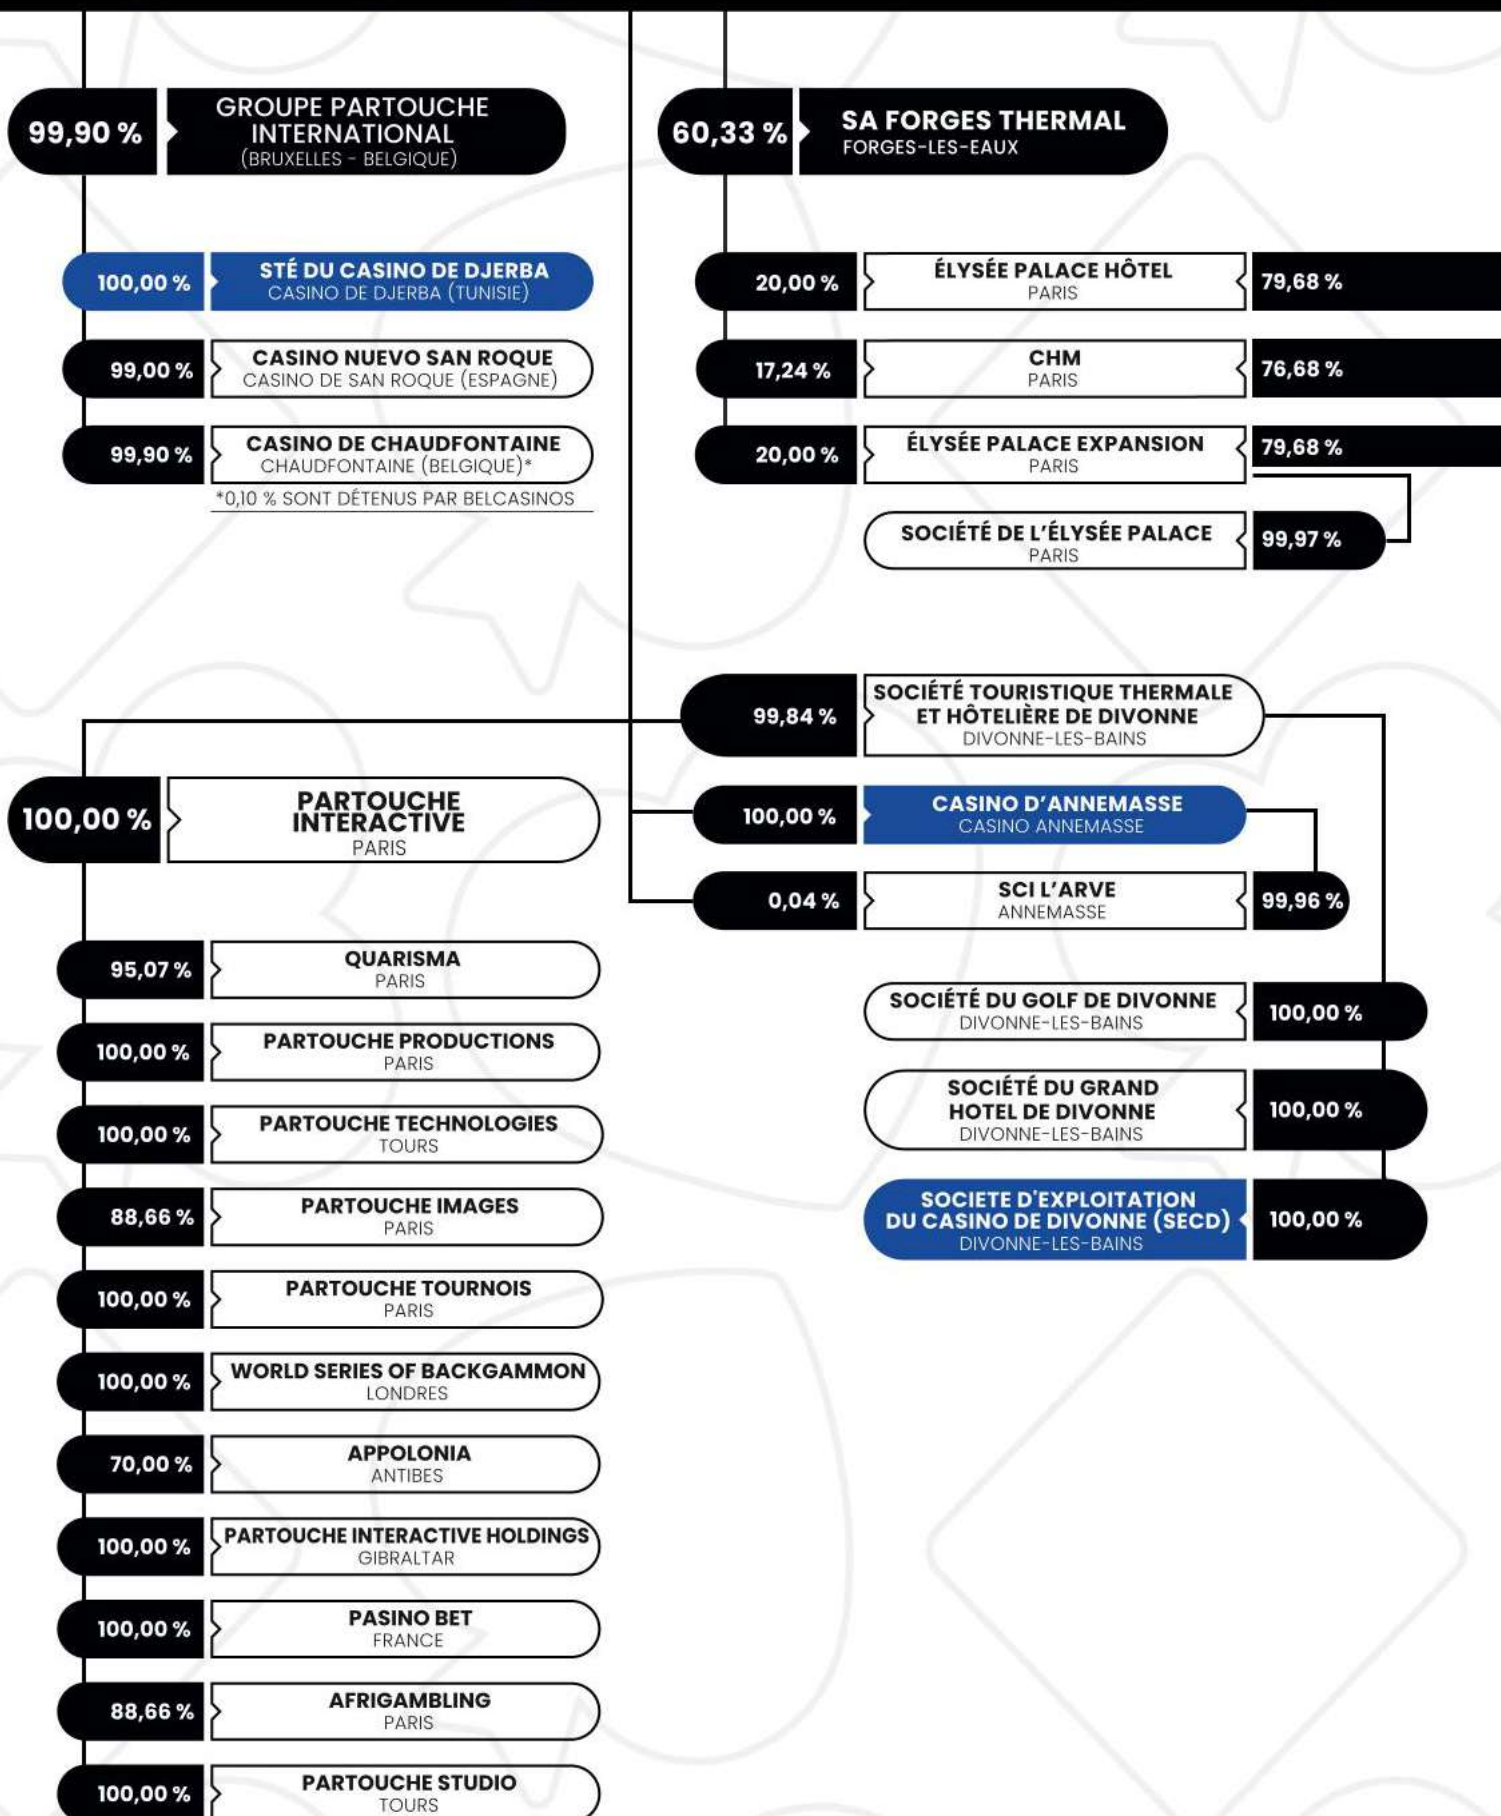 99,90 %
GROUPE PARTOUCHE
INTERNATIONAL
(BRUXELLES - BELGIQUE)
100,00 %
STÉ DU CASINO DE DJERBA
CASINO DE DJERBA (TUNISIE)
99,00 %
CASINO NUEVO SAN ROQUE
CASINO DE SAN ROQUE (ESPAGNE)
99,90 %
CASINO DE CHAUDFONTAINE
CHAUDFONTAINE (BELGIQUE)*
*0,10 % SONT DÉTENUS PAR BELCASINOS
60,33 %
SA FORGES THERMAL
FORGES-LES-EAUX
20,00 %
ÉLYSÉE PALACE HÔTEL
PARIS
79,68 %
17,24 %
CHM
PARIS
76,68 %
20,00 %
ÉLYSÉE PALACE EXPANSION
PARIS
79,68 %
SOCIÉTÉ DE L'ÉLYSÉE PALACE
PARIS
99,97 %
99,84 %
SOCIÉTÉ TOURISTIQUE THERMALE
ET HÔTELIÈRE DE DIVONNE
DIVONNE-LES-BAINS
100,00 %
CASINO D'ANNEMASSE
CASINO ANNEMASSE
0,04 %
SCI L'ARVE
ANNEMASSE
99,96 %
SOCIÉTÉ DU GOLF DE DIVONNE
DIVONNE-LES-BAINS
100,00 %
SOCIÉTÉ DU GRAND
HOTEL DE DIVONNE
DIVONNE-LES-BAINS
100,00 %
SOCIETE D'EXPLOITATION
DU CASINO DE DIVONNE (SECD)
DIVONNE-LES-BAINS
100,00 %
100,00 %
PARTOUCHE
INTERACTIVE
PARIS
95,07 %
QUARISMA
PARIS
100,00 %
PARTOUCHE PRODUCTIONS
PARIS
100,00 %
PARTOUCHE TECHNOLOGIES
TOURS
88,66 %
PARTOUCHE IMAGES
PARIS
100,00 %
PARTOUCHE TOURNOIS
PARIS
100,00 %
WORLD SERIES OF BACKGAMMON
LONDRES
70,00 %
APPOLONIA
ANTIBES
100,00 %
PARTOUCHE INTERACTIVE HOLDINGS
GIBRALTAR
100,00 %
PASINO BET
FRANCE
88,66 %
AFRIGAMBLING
PARIS
100,00 %
PARTOUCHE STUDIO
TOURS